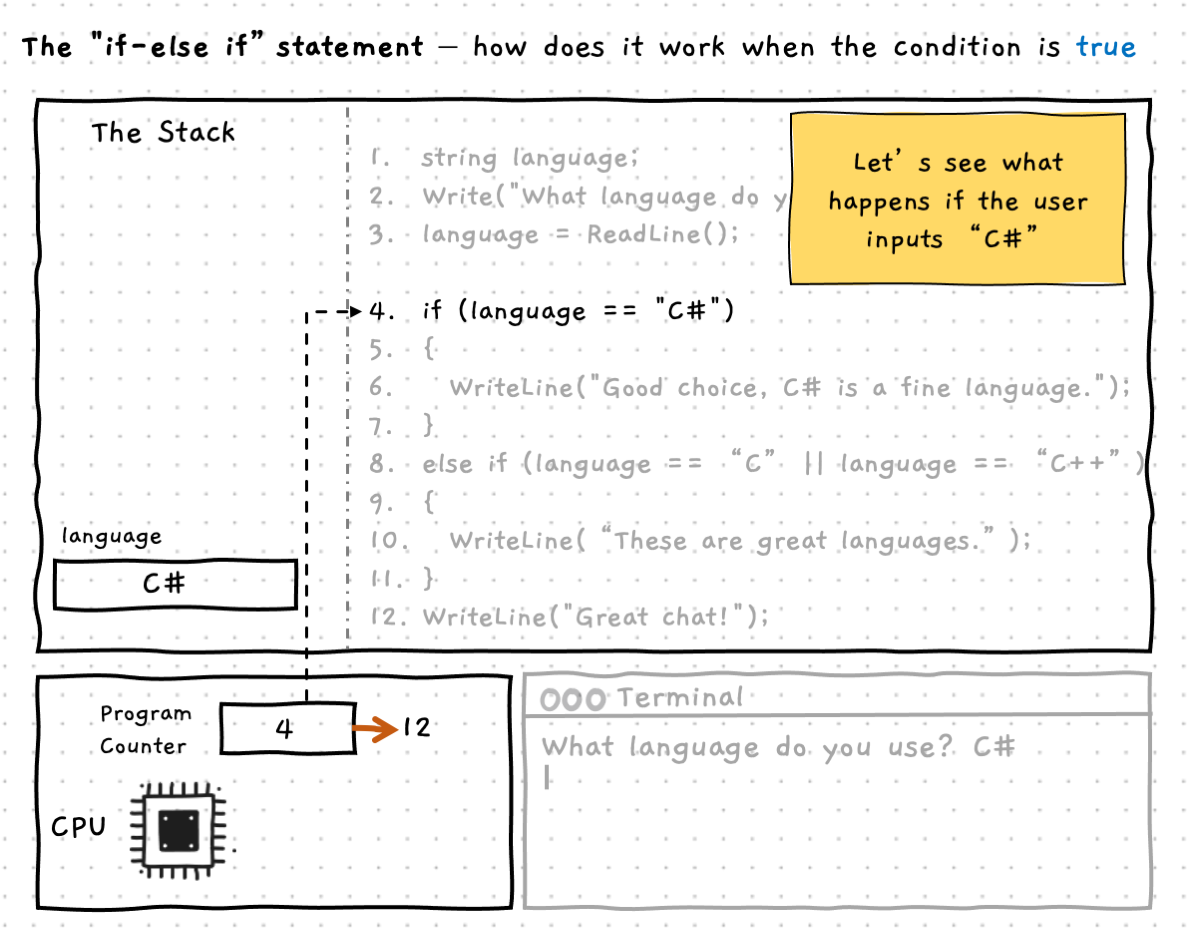 The "if-else if” statement – how does it work when the condition is true
The Stack
1. string language;
2. Write("What language do y
3. language = ReadLine();
Let’s see what
happens if the user
inputs “C#”
4. if (language == "C#")
5. {
6. WriteLine("Good choice, C# is a fine language.");
7. }
8. else if (language == “C” || language == “C++” )
9. {
10. WriteLine( “These are great languages.” );
11. }
12. WriteLine("Great chat!");
language
C#
Program
Counter
4
12
CPU
Terminal
What language do you use? C#